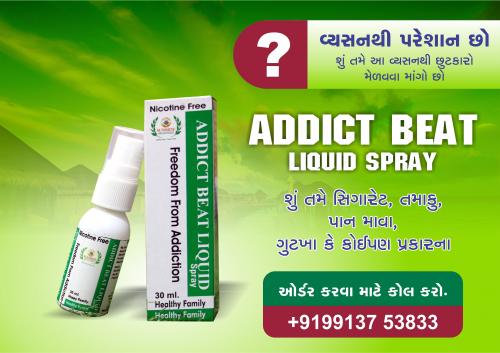 ?
વ્યસનથી પરેશાન છો
શું તમે આ વ્યસનથી છુટકારો
મેળવવા માંગો છો
ADDICT BEAT
LIQUID SPRAY
શું તમે સિગારેટ, તમાકુ,
પાન માવા,
ગુટખા કે કોઈપણ પ્રકારના
ઓર્ડર કરવા માટે કોલ કરો.
+9199137 53833
Nicotine Free
ADDICT BEAT LIQUID
Spray
Freedom From Addiction
30 ml.
Healthy Family
Healthy Family
Nicotine Free
ADDICT BEAT LIQUID
Freedom From Addiction
30 ml
Happy Family